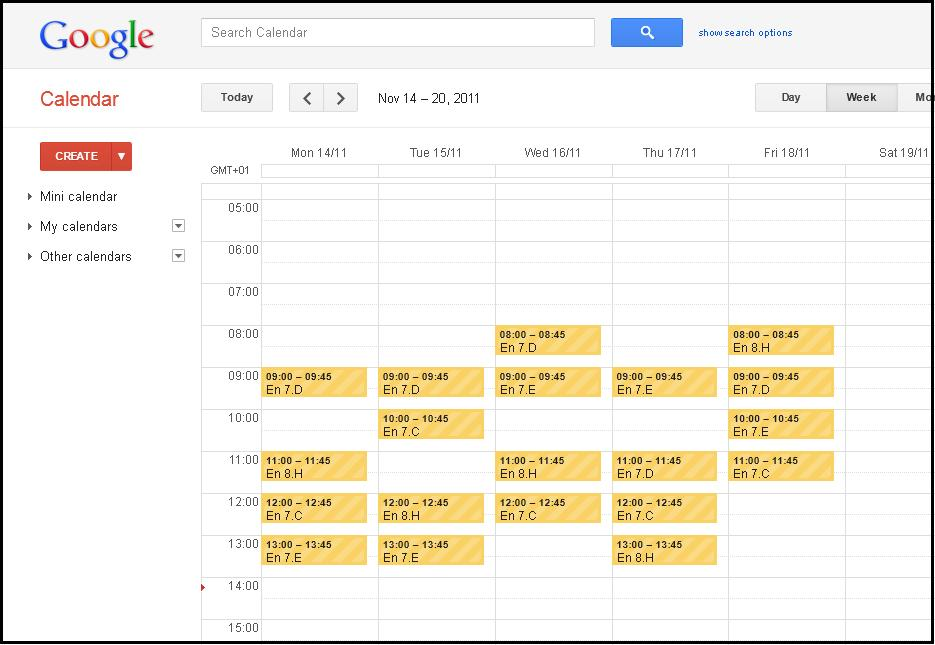 Google
Search Calendar
show search options
Calendar
Today
Nov 14 – 20, 2011
Day
Week
CREATE
Mini calendar
My calendars
Other calendars
Mon 14/11
Tue 15/11
Wed 16/11
Thu 17/11
Fri 18/11
Sat 19/11
GMT+01
05:00
06:00
07:00
08:00
08:00 – 08:45
En 7.D
08:00 – 08:45
En 8.H
09:00
09:00 – 09:45
En 7.D
09:00 – 09:45
En 7.D
09:00 – 09:45
En 7.E
09:00 – 09:45
En 7.E
09:00 – 09:45
En 7.D
10:00
10:00 – 10:45
En 7.C
10:00 – 10:45
En 7.E
11:00
11:00 – 11:45
En 8.H
11:00 – 11:45
En 8.H
11:00 – 11:45
En 7.D
11:00 – 11:45
En 7.C
12:00
12:00 – 12:45
En 7.C
12:00 – 12:45
En 8.H
12:00 – 12:45
En 7.C
12:00 – 12:45
En 7.C
13:00
13:00 – 13:45
En 7.E
13:00 – 13:45
En 7.E
13:00 – 13:45
En 8.H
14:00
15:00